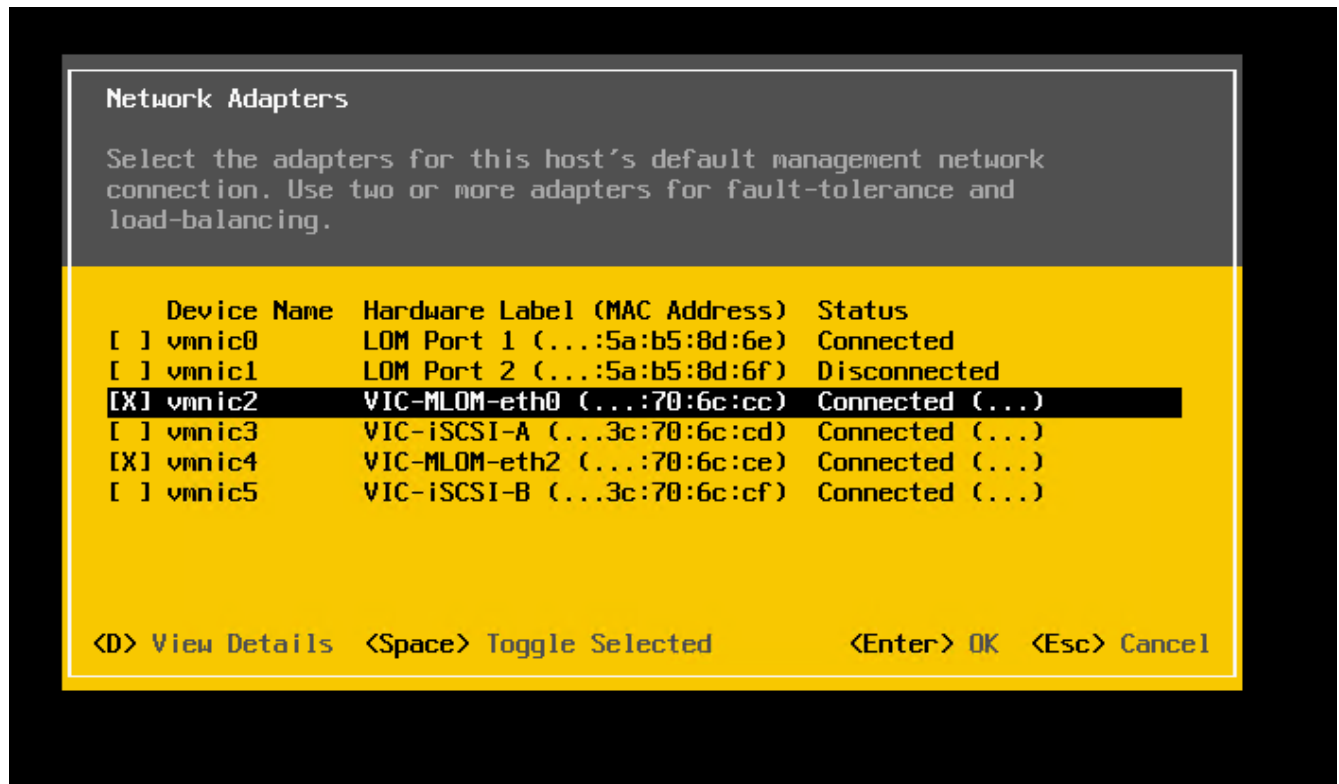 Network Adapters
Select the adapters for this host's default management network
connection. Use two or more adapters for fault-tolerance and
load-balancing.
Device Name Hardware Label (MAC Address) Status
[ ] vmnic0 LOM Port 1 (...:5a:b5:8d:6e) Connected
[ ] vmnic1 LOM Port 2 (...:5a:b5:8d:6f) Disconnected
[X] vmnic2 VIC-MLOM-eth0 (...:70:6c:cc) Connected (...)
[ ] vmnic3 VIC-iSCSI-A (...3c:70:6c:cd) Connected (...)
[X] vmnic4 VIC-MLOM-eth2 (...:70:6c:ce) Connected (...)
[ ] vmnic5 VIC-iSCSI-B (...3c:70:6c:cf) Connected (...)
<D> View Details <Space> Toggle Selected <Enter> OK <Esc> Cancel